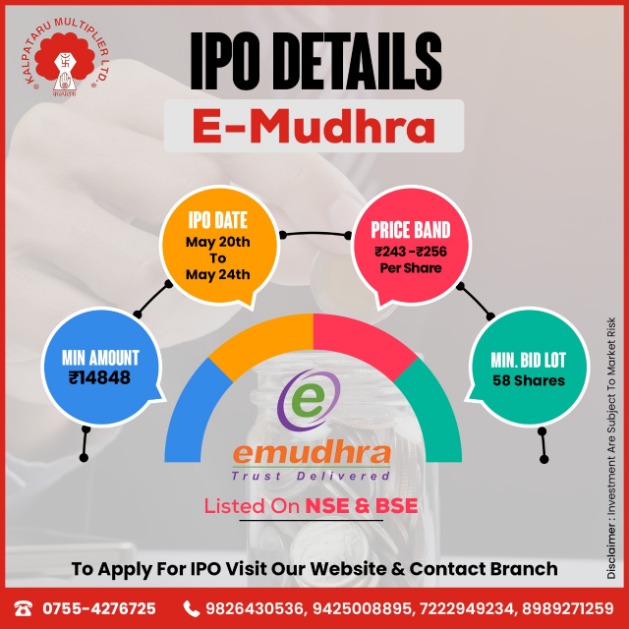 KALPATARU MULTIPLIER LTD.
कल्पतरू
IPO DETAILS
E-Mudhra
IPO DATE
May 20th
To
May 24th
PRICE BAND
₹243 -₹256
Per Share
MIN AMOUNT
₹14848
MIN. BID LOT
58 Shares
e
emudhra
Trust Delivered
Listed On NSE & BSE
Disclaimer : Investment Are Subject To Market Risk
To Apply For IPO Visit Our Website & Contact Branch
0755-4276725
9826430536, 9425008895, 7222949234, 8989271259